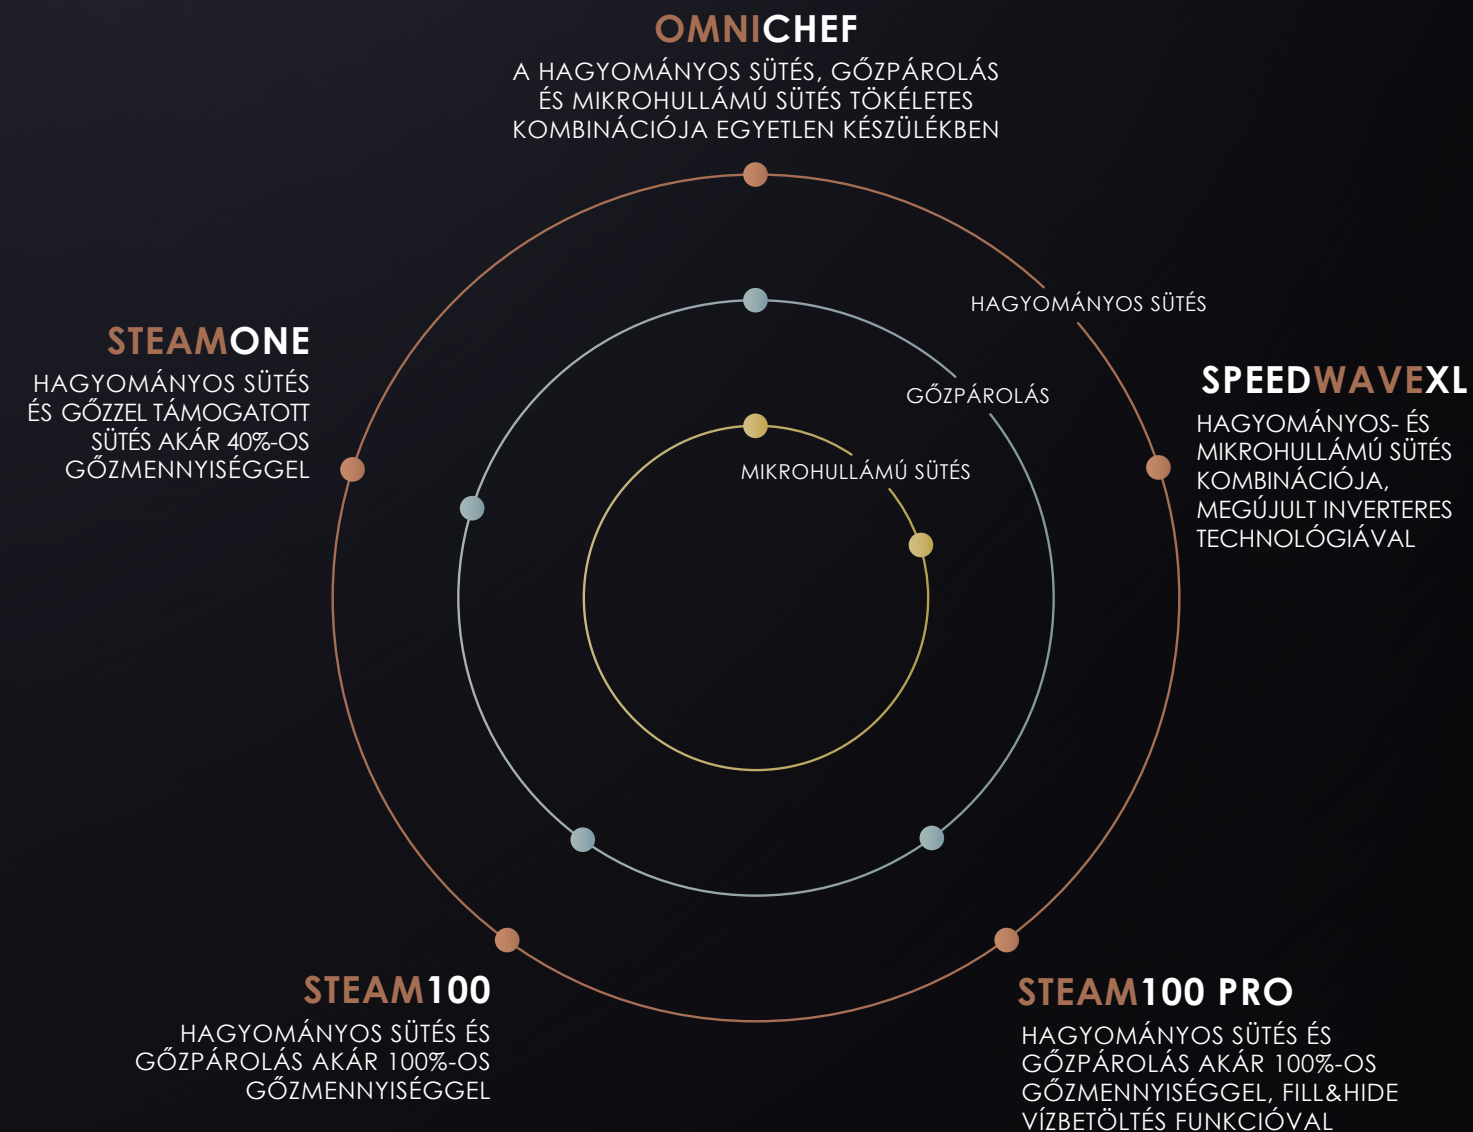 OMNICHEF
A HAGYOMÁNYOS SÜTÉS, GŐZPÁROLÁS
ÉS MIKROHULLÁMÚ SÜTÉS TÖKÉLETES
KOMBINÁCIÓJA EGYETLEN KÉSZÜLÉKBEN
HAGYOMÁNYOS SÜTÉS
GŐZPÁROLÁS
MIKROHULLÁMÚ SÜTÉS
STEAMONE
HAGYOMÁNYOS SÜTÉS
ÉS GŐZZEL TÁMOGATOTT
SÜTÉS AKÁR 40%-OS
GŐZMENNYISÉGGEL
SPEEDWAVEXL
HAGYOMÁNYOS- ÉS
MIKROHULLÁMÚ SÜTÉS
KOMBINÁCIÓJA,
MEGÚJULT INVERTERES
TECHNOLÓGIÁVAL
STEAM100
HAGYOMÁNYOS SÜTÉS ÉS
GŐZPÁROLÁS AKÁR 100%-OS
GŐZMENNYISÉGGEL
STEAM100 PRO
HAGYOMÁNYOS SÜTÉS ÉS
GŐZPÁROLÁS AKÁR 100%-OS
GŐZMENNYISÉGGEL, FILL&HIDE
VÍZBETÖLTÉS FUNKCIÓVAL